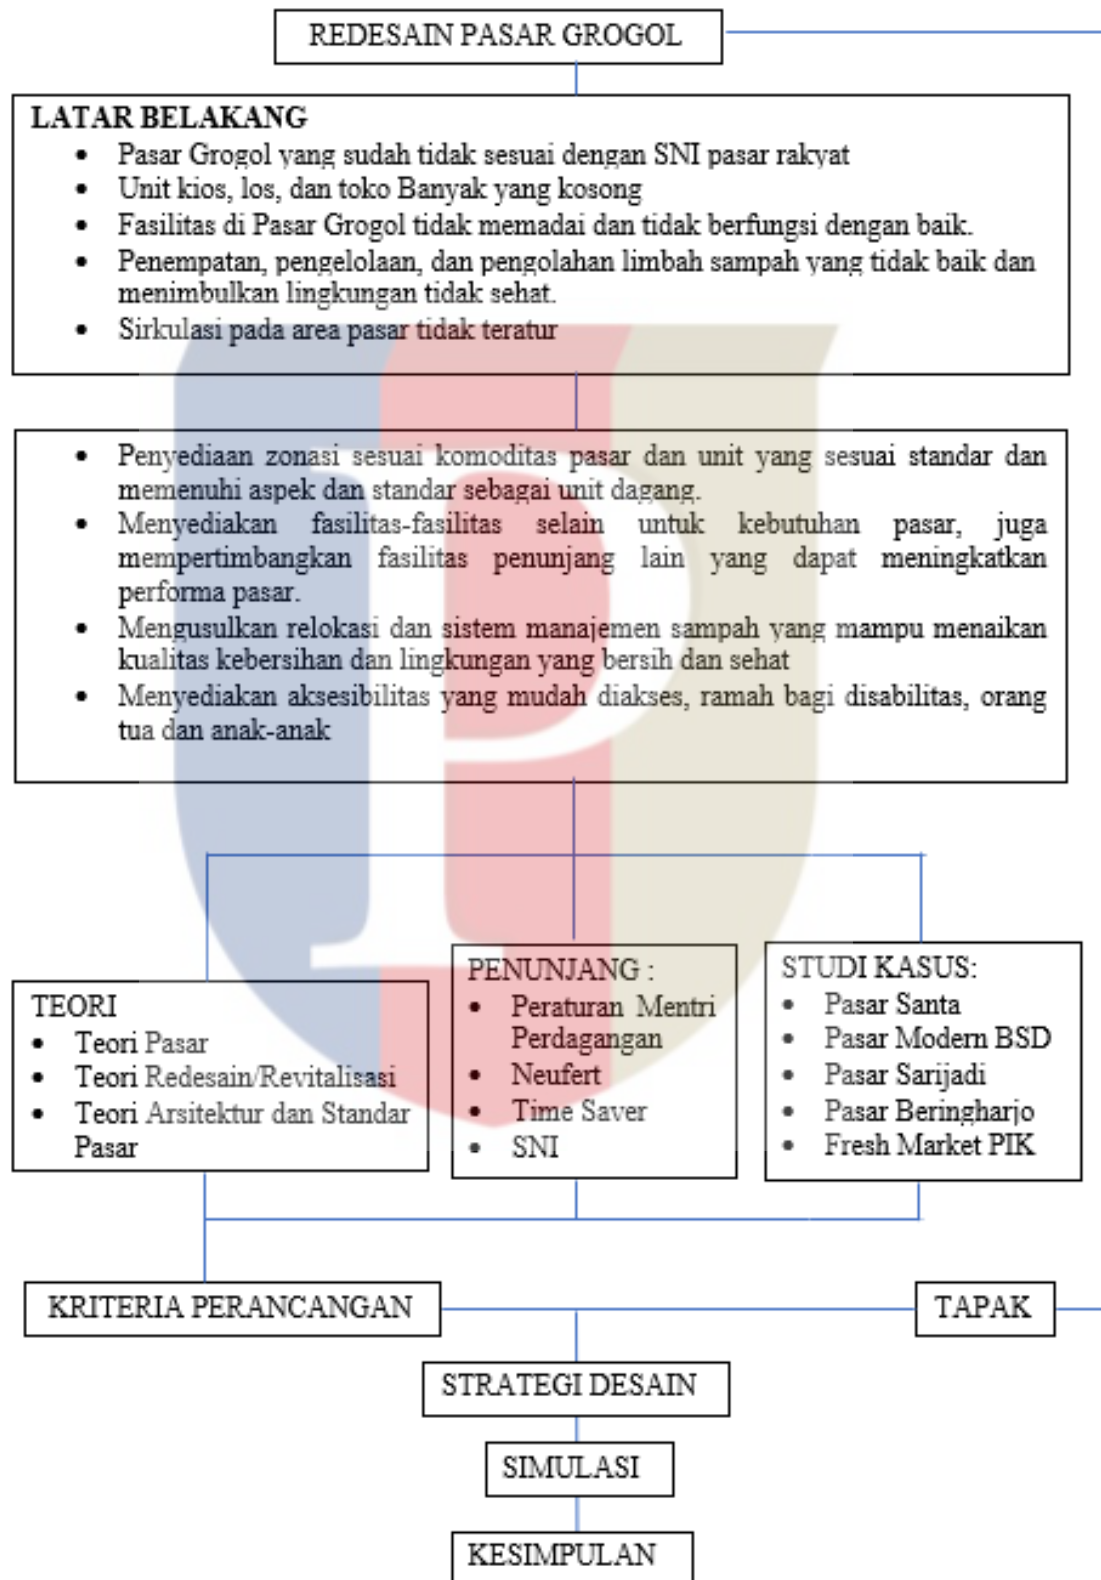 REDESAIN PASAR GROGOL
LATAR BELAKANG
• Pasar Grogol yang sudah tidak sesuai dengan SNI pasar rakyat
• Unit kios, los, dan toko Banyak yang kosong
• Fasilitas di Pasar Grogol tidak memadai dan tidak berfungsi dengan baik.
• Penempatan, pengelolaan, dan pengolahan limbah sampah yang tidak baik dan
menimbulkan lingkungan tidak sehat.
• Sirkulasi pada area pasar tidak teratur
• Penyediaan zonasi sesuai komoditas pasar dan unit yang sesuai standar dan
memenuhi aspek dan standar sebagai unit dagang.
• Menyediakan fasilitas-fasilitas selain untuk kebutuhan pasar, juga
mempertimbangkan fasilitas penunjang lain yang dapat meningkatkan
performa pasar.
• Mengusulkan relokasi dan sistem manajemen sampah yang mampu menaikan
kualitas kebersihan dan lingkungan yang bersih dan sehat
• Menyediakan aksesibilitas yang mudah diakses, ramah bagi disabilitas, orang
tua dan anak-anak
TEORI
• Teori Pasar
• Teori Redesain/Revitalisasi
• Teori Arsitektur dan Standar
Pasar
PENUNJANG :
• Peraturan Mentri
Perdagangan
• Neufert
• Time Saver
• SNI
STUDI KASUS:
• Pasar Santa
• Pasar Modern BSD
• Pasar Sarijadi
• Pasar Beringharjo
• Fresh Market PIK
KRITERIA PERANCANGAN
TAPAK
STRATEGI DESAIN
SIMULASI
KESIMPULAN